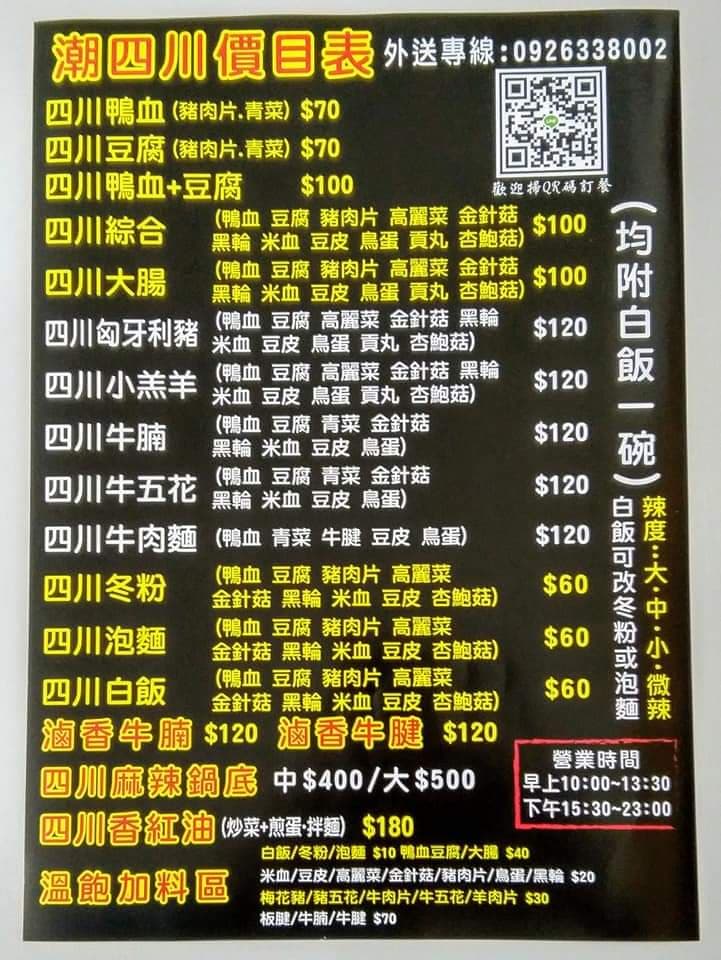 潮四川價目表 外送專線:0926338002
歡迎掃QR碼訂餐
四川鴨血(豬肉片.青菜) $70
四川豆腐(豬肉片.青菜) $70
四川鴨血+豆腐 $100
四川綜合 (鴨血 豆腐 豬肉片 高麗菜 金針菇
黑輪 米血 豆皮 鳥蛋 貢丸 杏鮑菇) $100
四川大腸 (鴨血 豆腐 豬肉片 高麗菜 金針菇
黑輪 米血 豆皮 鳥蛋 貢丸 杏鮑菇) $100
四川匈牙利豬 (鴨血 豆腐 高麗菜 金針菇 黑輪
米血 豆皮 鳥蛋 貢丸 杏鮑菇) $120
四川小羔羊 (鴨血 豆腐 高麗菜 金針菇 黑輪
米血 豆皮 鳥蛋 貢丸 杏鮑菇) $120
四川牛腩 (鴨血 豆腐 青菜 金針菇
黑輪 米血 豆皮 鳥蛋) $120
四川牛五花 (鴨血 豆腐 青菜 金針菇
黑輪 米血 豆皮 鳥蛋) $120
四川牛肉麵 (鴨血 青菜 牛腱 豆皮 鳥蛋) $120
四川冬粉 (鴨血 豆腐 豬肉片 高麗菜
金針菇 黑輪 米血 豆皮 杏鮑菇) $60
四川泡麵 (鴨血 豆腐 豬肉片 高麗菜
金針菇 黑輪 米血 豆皮 杏鮑菇) $60
四川白飯 (鴨血 豆腐 豬肉片 高麗菜
金針菇 黑輪 米血 豆皮 杏鮑菇) $60
(均附白飯一碗)
辣度:大·中·小·微辣
白飯可改冬粉或泡麵
滷香牛腩 $120 滷香牛腱 $120
四川麻辣鍋底 中$400/大$500
四川香紅油(炒菜+煎蛋·拌麵) $180
營業時間
早上10:00~13:30
下午15:30~23:00
溫飽加料區
白飯/冬粉/泡麵 $10 鴨血豆腐/大腸 $40
米血/豆皮/高麗菜/金針菇/豬肉片/鳥蛋/黑輪 $20
梅花豬/豬五花/牛肉片/牛五花/羊肉片 $30
板腱/牛腩/牛腱 $70